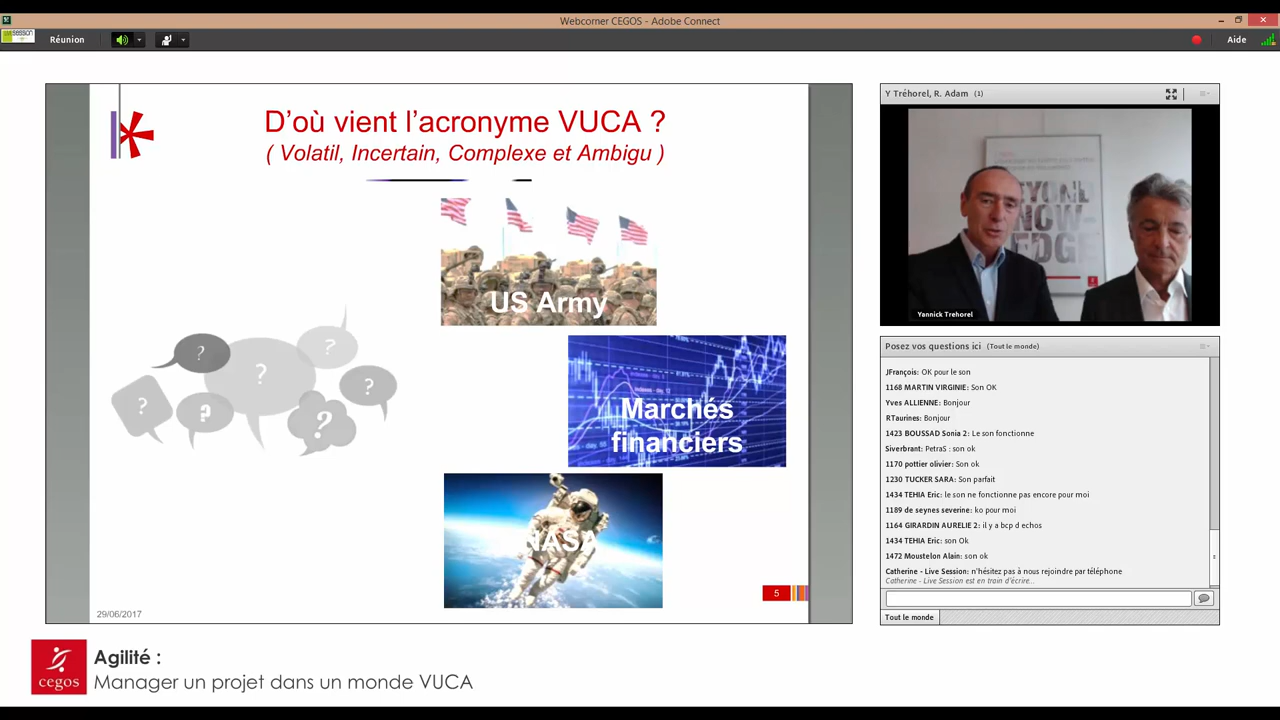 Webcorner CEGOS - Adobe Connect
Réunion
Aide
D'où vient l'acronyme VUCA ?
( Volatil, Incertain, Complexe et Ambigu )
US Army
Marchés
financiers
NASA
? ? ? ? ? ?
?
29/06/2017
5
cegos
Agilité :
Manager un projet dans un monde VUCA
Y Tréhorel, R. Adam (1)
BEYOND
KNOW-
EDGE
Yannick Trehorel
Posez vos questions ici (Tout le monde)
JFrançois: OK pour le son
1168 MARTIN VIRGINIE: Son OK
Yves ALLIENNE: Bonjour
RTaurines: Bonjour
1423 BOUSSAD Sonia 2: Le son fonctionne
Siverbrant: PetraS : son ok
1170 pottier olivier: Son ok
1230 TUCKER SARA: Son parfait
1434 TEHIA Eric: le son ne fonctionne pas encore pour moi
1189 de seynes severine: ko pour moi
1164 GIRARDIN AURELIE 2: il y a bcp d echos
1434 TEHIA Eric: son Ok
1472 Moustelon Alain: son ok
Catherine - Live Session: n'hésitez pas à nous rejoindre par téléphone
Catherine - Live Session est en train d'écrire...
Tout le monde